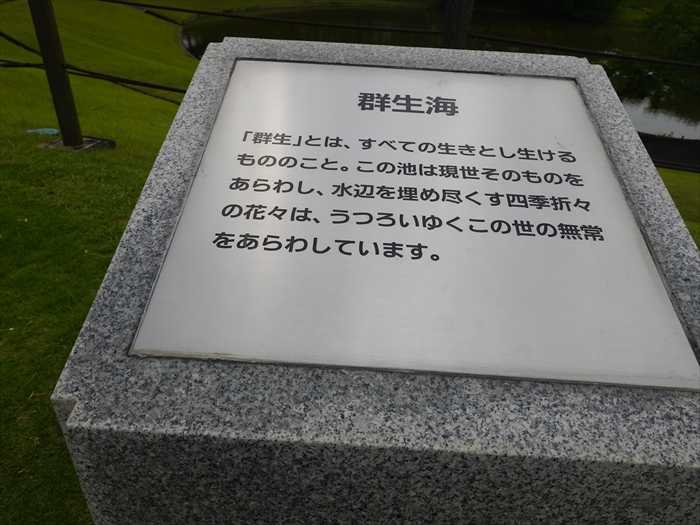 群生海
「群生」とは、すべての生きとし生ける
もののこと。この池は現世そのものを
あらわし、水辺を埋め尽くす四季折々
の花々は、うつろいゆくこの世の無常
をあらわしています。